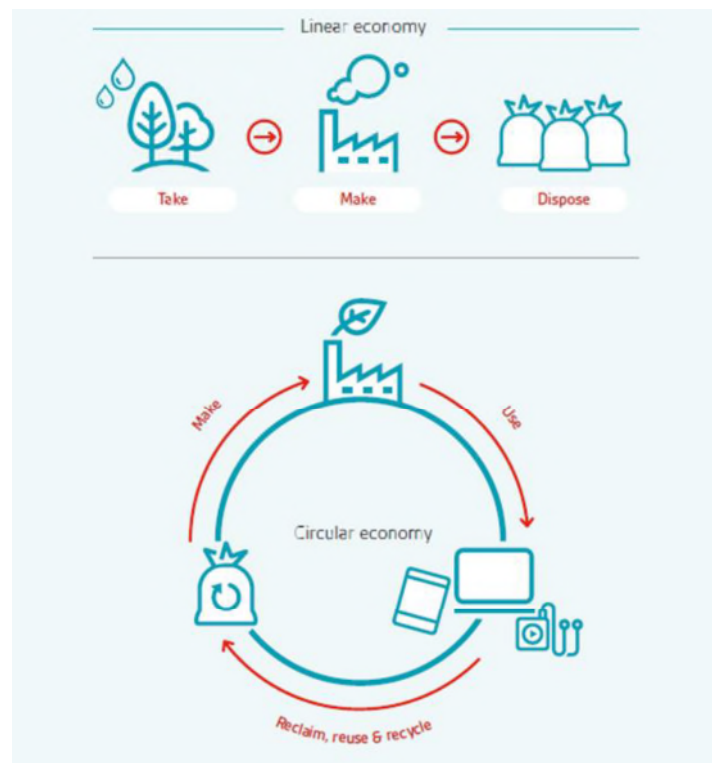 Linear economy
Take
Make
Dispose
Make
Use
Circular economy
Reclaim, reuse & recycle